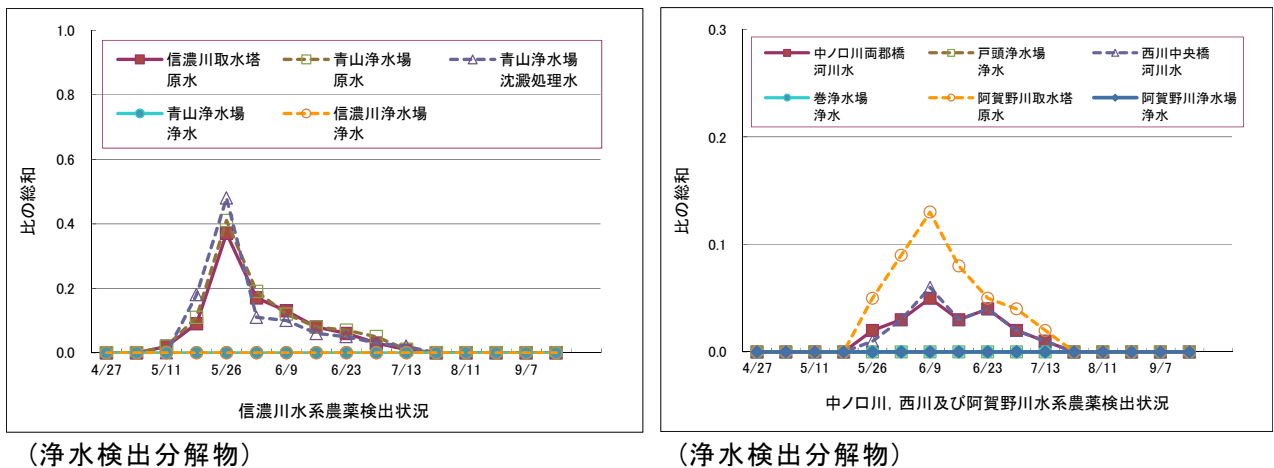 1.0
0.8
0.6
0.4
0.2
0.0
比の総和
信濃川取水塔
原水
青山浄水場
原水
青山浄水場
沈澱処理水
青山浄水場
浄水
信濃川浄水場
浄水
4/27 5/11 5/26 6/9 6/23 7/13 8/11 9/7
信濃川水系農薬検出状況
(浄水検出分解物)
0.3
0.2
0.1
0.0
比の総和
中ノ口川両郡橋
河川水
戸頭浄水場
浄水
西川中央橋
河川水
巻浄水場
浄水
阿賀野川取水塔
原水
阿賀野川浄水場
浄水
4/27 5/11 5/26 6/9 6/23 7/13 8/11 9/7
中ノ口川，西川及び阿賀野川水系農薬検出状況
(浄水検出分解物)